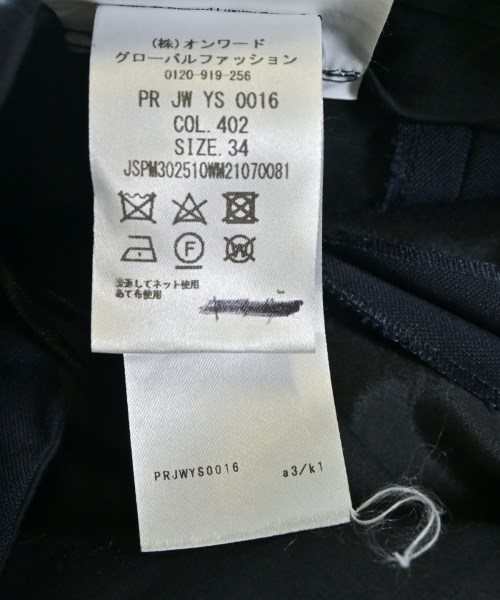 (株)オンワード
グローバルファッション
0120-919-256
PR JW YS 0016
COL.402
SIZE.34
JSPM302510WM21070081
F
W
してネット使用
あて布使用
PRJWYS0016 a3/k1